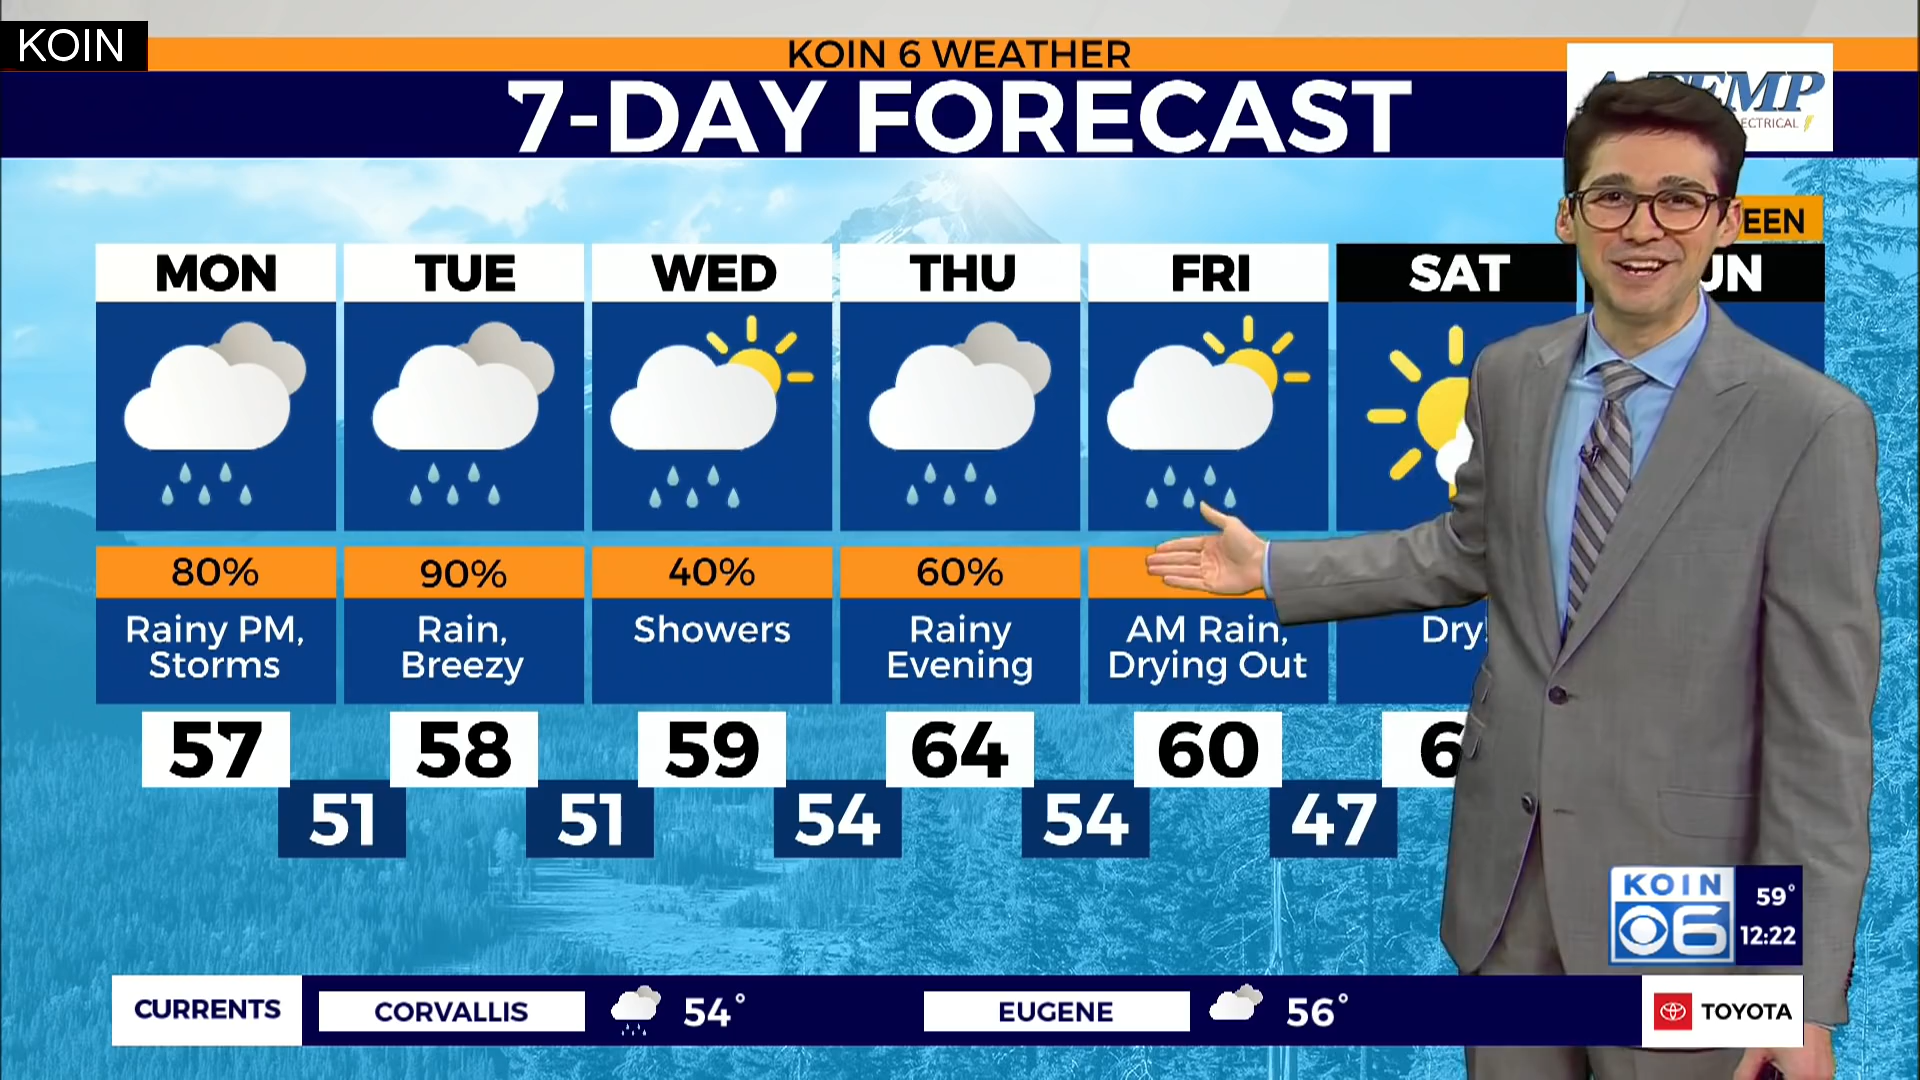 KOIN
KOIN 6 WEATHER
7-DAY FORECAST
MON
TUE
WED
THU
FRI
SAT
80%
90%
40%
60%
Rainy PM,
Storms
Rain,
Breezy
Showers
Rainy
Evening
AM Rain,
Drying Out
Dry!
57
58
59
64
60
51
51
54
54
47
KOIN
6
59°
12:22
CURRENTS
CORVALLIS
54°
EUGENE
56°
TOYOTA